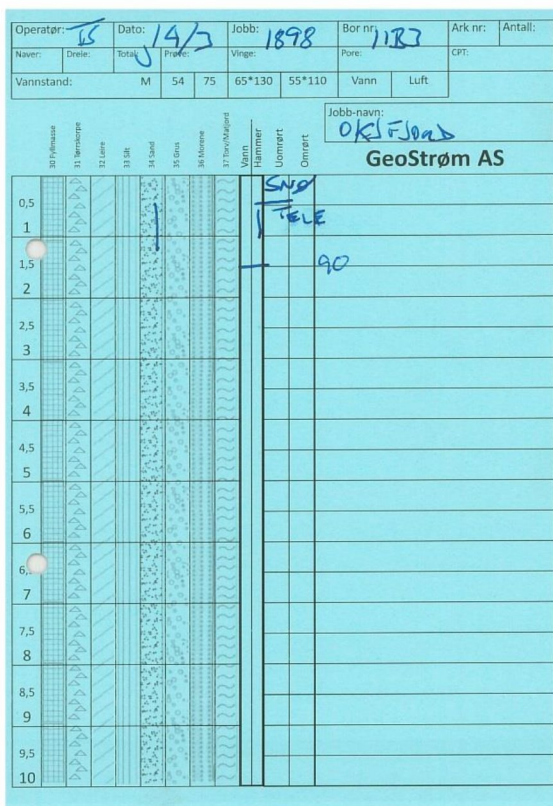 Operatør: TS Dato: 14/3 Jobb: 1898 Bor nr: 11B3 Ark nr: Antall:
Naver: Dreie: Total: Prøve: Vinge: Pore: CPT:
Vannstand: M 54 75 65*130 55*110 Vann Luft
Jobb-navn:
OKSFJORD
GeoStrøm AS
30 Fyllmasse
31 Tørrskorpe
32 Leire
33 Silt
34 Sand
35 Grus
36 Morene
37 Torv/Matjord
Vann
Hammer
Uomrørt
Omrørt
SNØ
0,5
TELE
1
1,5 90
2
2,5
3
3,5
4
4,5
5
5,5
6
6,
7
7,5
8
8,5
9
9,5
10